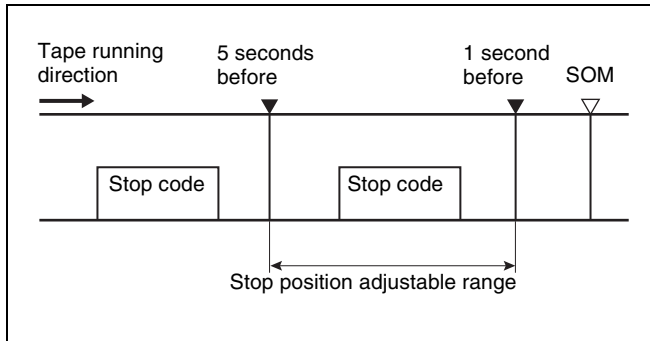 Tape running
direction
5 seconds
before
1 second
before
SOM
Stop code
Stop code
Stop position adjustable range